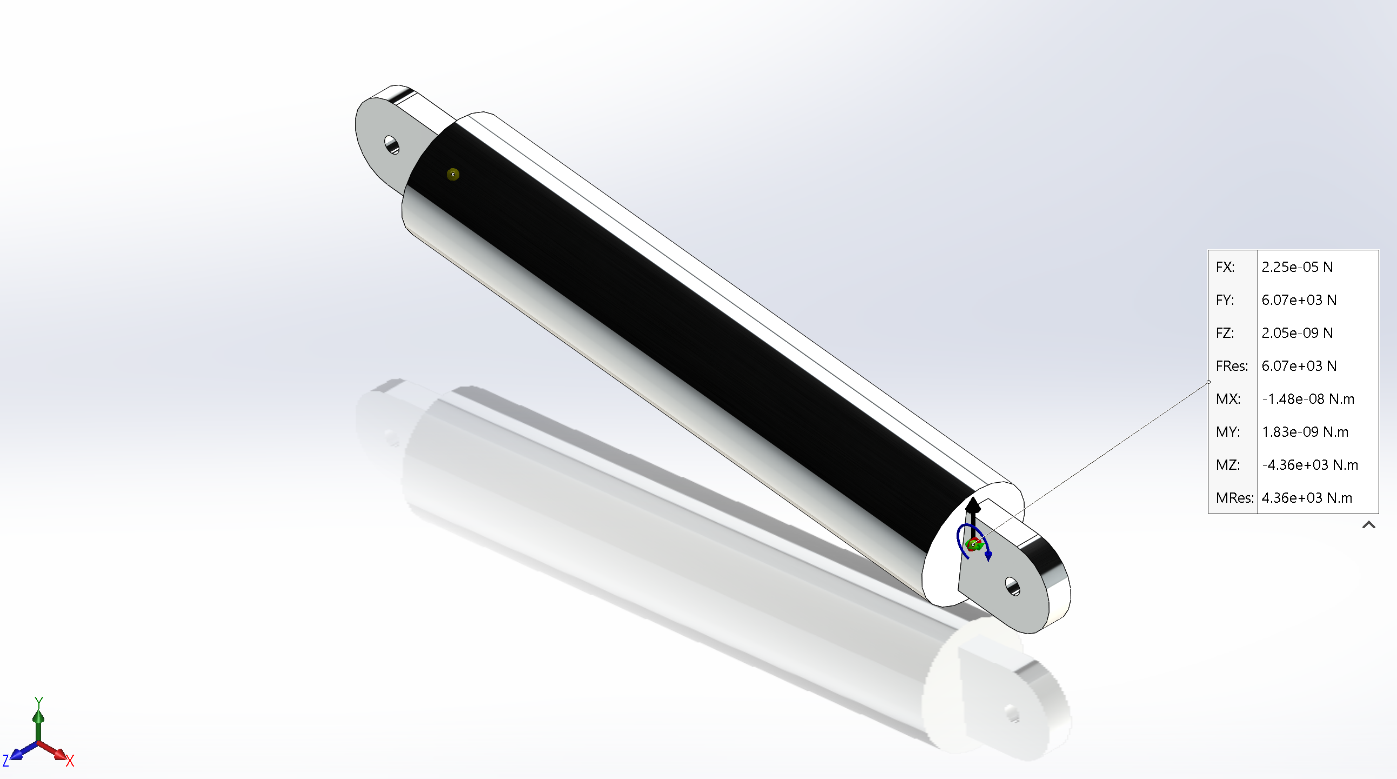 FX: 2.25e-05 N
FY: 6.07e+03 N
FZ: 2.05e-09 N
FRes: 6.07e+03 N
MX: -1.48e-08 N.m
MY: 1.83e-09 N.m
MZ: -4.36e+03 N.m
MRes: 4.36e+03 N.m
Y
Z X